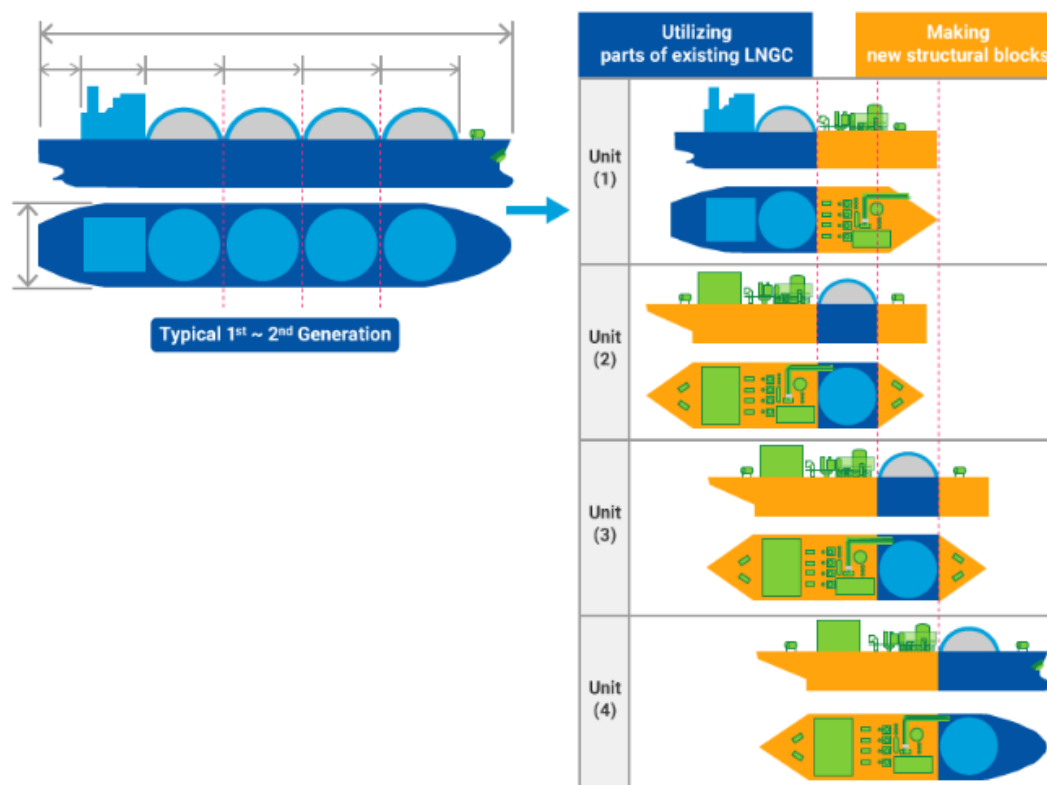 Utilizing
parts of existing LNGC
Making
new structural blocks
Typical 1st ~ 2nd Generation
Unit
(1)
Unit
(2)
Unit
(3)
Unit
(4)